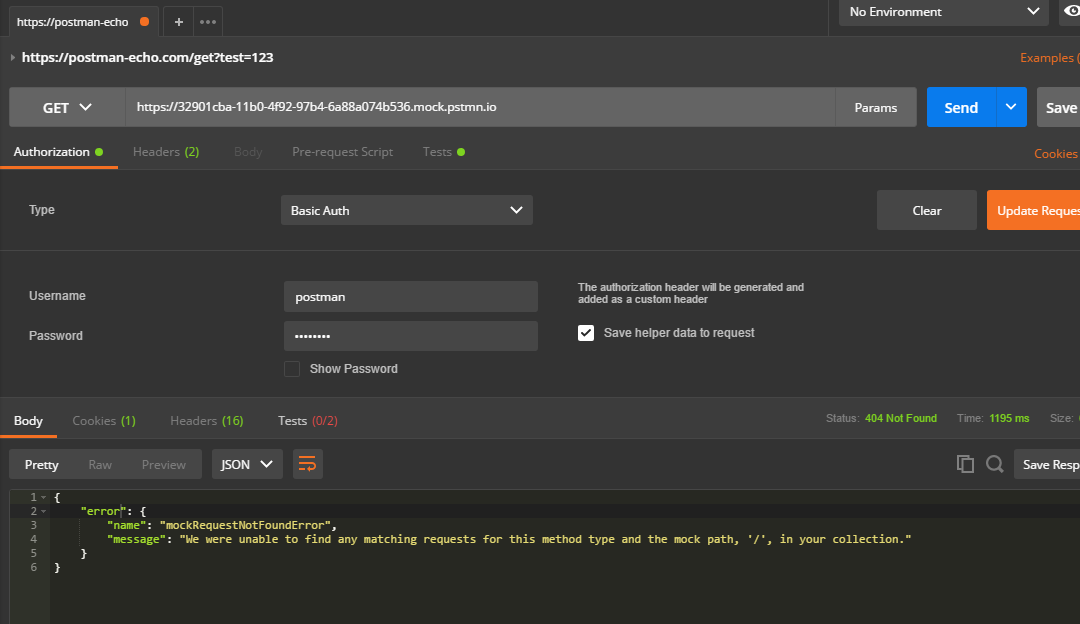 https://postman-echo
No Environment
https://postman-echo.com/get?test=123
Examples (
GET https://32901cba-11b0-4f92-97b4-6a88a074b536.mock.pstmn.io Params Send Save
Authorization Headers (2) Body Pre-request Script Tests Cookies
Type Basic Auth Clear Update Reques
Username postman
The authorization header will be generated and
added as a custom header
Password •••••••• Save helper data to request
Show Password
Body Cookies (1) Headers (16) Tests (0/2) Status: 404 Not Found Time: 1195 ms Size:
Pretty Raw Preview JSON Save Resp
1 {
2 "error": {
3 "name": "mockRequestNotFoundError",
4 "message": "We were unable to find any matching requests for this method type and the mock path, '/', in your collection."
5 }
6 }